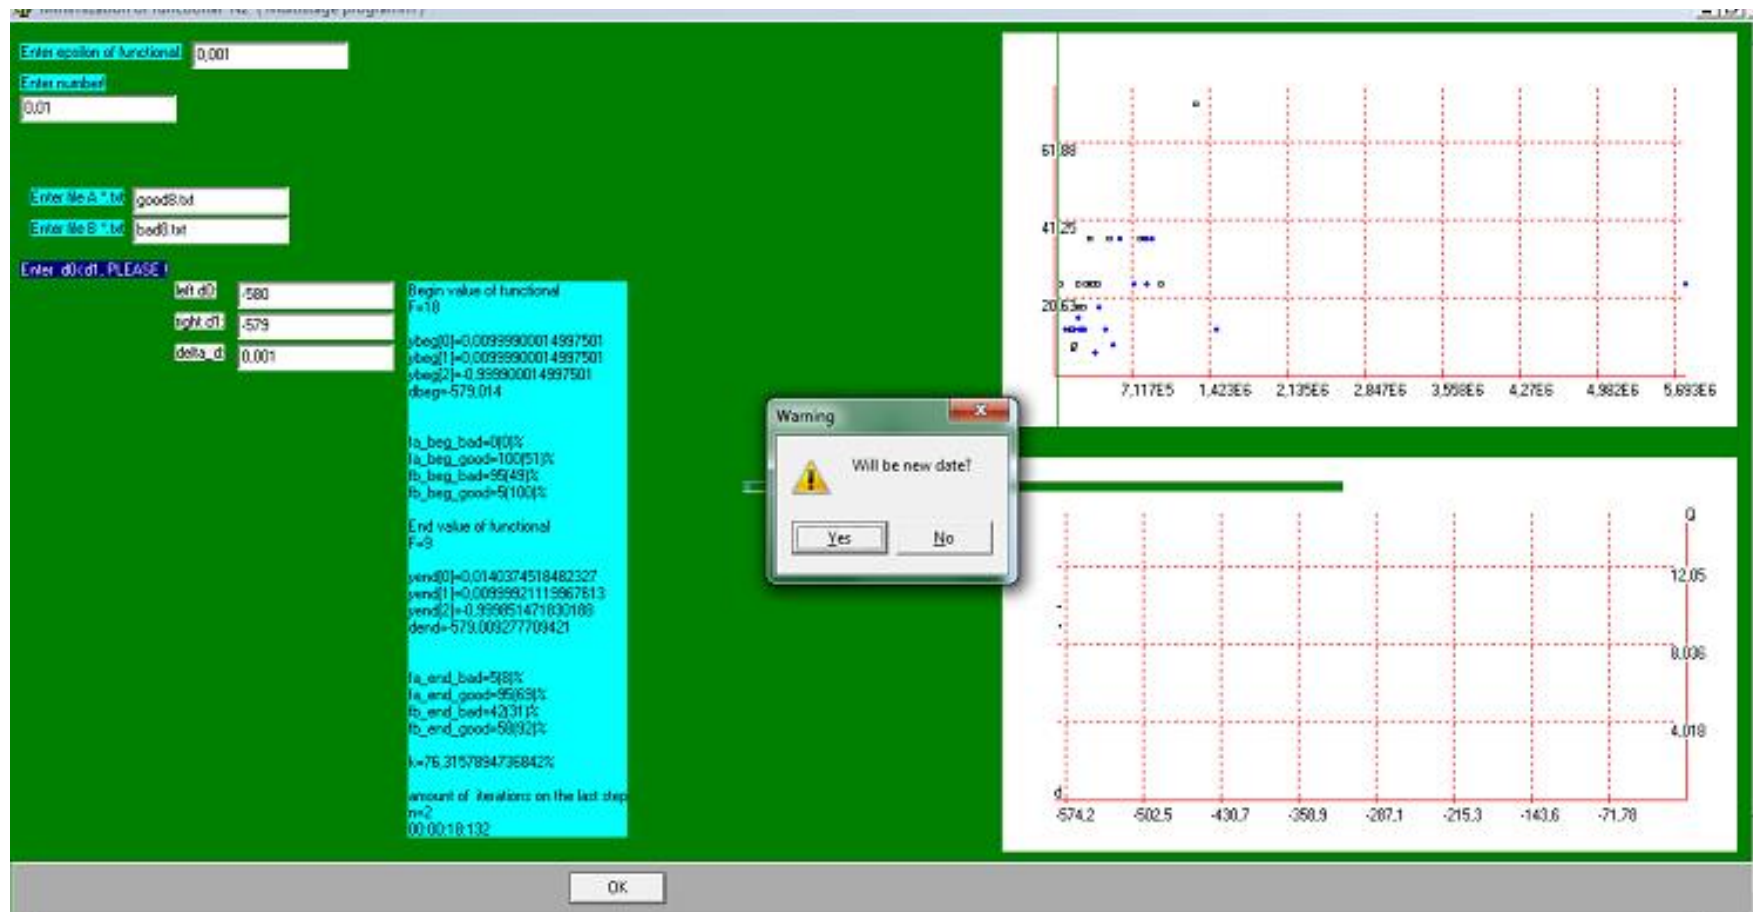 Minimization of functional N2 (Multistage programm)
Enter epsilon of functional
0,001
Enter number
0,01
Enter file A *.txt
good8.txt
Enter file B *.txt
bad8.txt
Enter d0<d1, PLEASE !
left d0:
-580
right d1:
-579
delta_d:
0.001
Begin value of functional
F=18
ybeg[0]=0,00999900014997501
ybeg[1]=0,00999900014997501
ybeg[2]=-0,999900014997501
dbeg=-579,014
fa_beg_bad=0(0)%
fa_beg_good=100(51)%
fb_beg_bad=95(49)%
fb_beg_good=5(100)%
End value of functional
F=9
yend[0]=0,0140374518482327
yend[1]=0,00999921119967613
yend[2]=-0,999851471830188
dend=-579,009277709421
fa_end_bad=5(8)%
fa_end_good=95(69)%
fb_end_bad=42(31)%
fb_end_good=58(92)%
k=76,3157894736842%
amount of iterations on the last step
n=2
00:00:18:132
Warning
Will be new date?
Yes
No
61,88
41,25
20,63
7,117E5 1,423E6 2,135E6 2,847E6 3,558E6 4,27E6 4,982E6 5,693E6
Q
12,05
8,036
4,018
d
-574,2 -502,5 -430,7 -358,9 -287,1 -215,3 -143,6 -71,78
OK